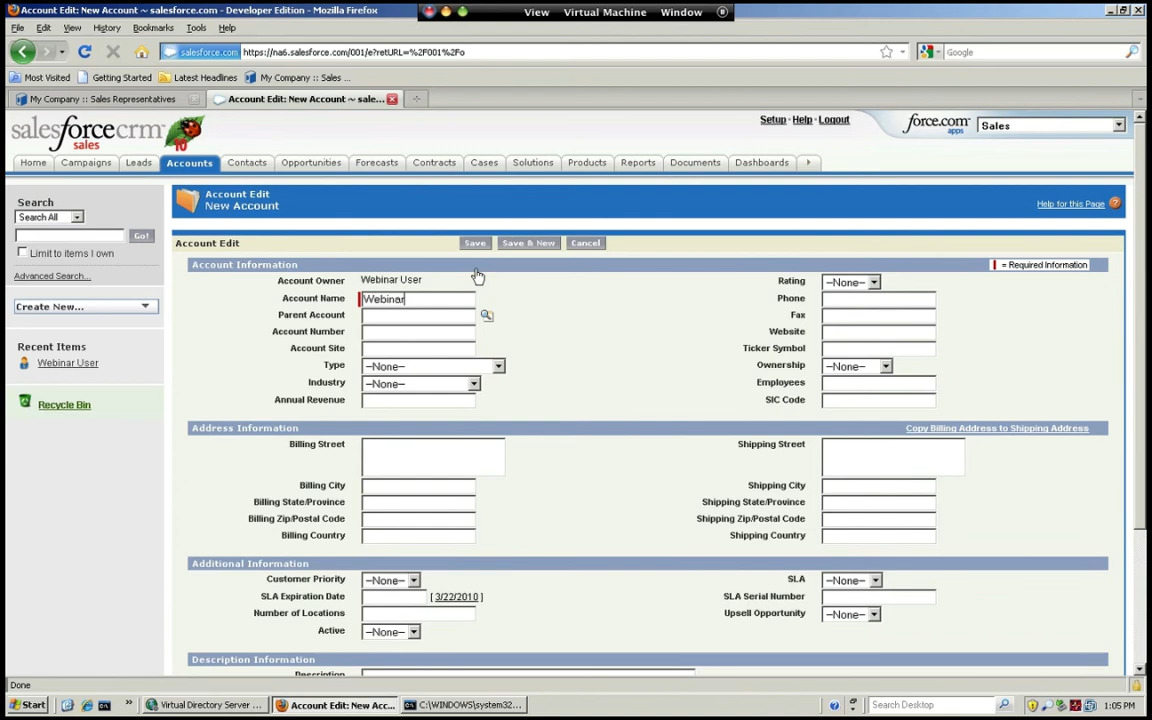 Account Edit: New Account ~ salesforce.com - Developer Edition - Mozilla Firefox
View Virtual Machine Window
File Edit View History Bookmarks Tools Help
salesforce.com https://na6.salesforce.com/001/e?retURL=%2F001%2Fo
Google
Most Visited Getting Started Latest Headlines My Company :: Sales ...
My Company :: Sales Representatives
Account Edit: New Account ~ sale...
salesforcecrm
sales
10
Setup · Help · Logout
force.com
apps
Sales
Home Campaigns Leads Accounts Contacts Opportunities Forecasts Contracts Cases Solutions Products Reports Documents Dashboards
Search
Search All
Go!
Limit to items I own
Advanced Search...
Create New...
Recent Items
Webinar User
Recycle Bin
Account Edit
New Account
Help for this Page ?
Account Edit Save Save & New Cancel
Account Information = Required Information
Account Owner Webinar User Rating --None--
Account Name Webinar Phone
Parent Account Fax
Account Number Website
Account Site Ticker Symbol
Type --None-- Ownership --None--
Industry --None-- Employees
Annual Revenue SIC Code
Address Information Copy Billing Address to Shipping Address
Billing Street Shipping Street
Billing City Shipping City
Billing State/Province Shipping State/Province
Billing Zip/Postal Code Shipping Zip/Postal Code
Billing Country Shipping Country
Additional Information
Customer Priority --None-- SLA --None--
SLA Expiration Date [ 3/22/2010 ] SLA Serial Number
Number of Locations Upsell Opportunity --None--
Active --None--
Description Information
Description
Done
Start Virtual Directory Server ... Account Edit: New Acc... C:\WINDOWS\system32... Search Desktop 1:05 PM